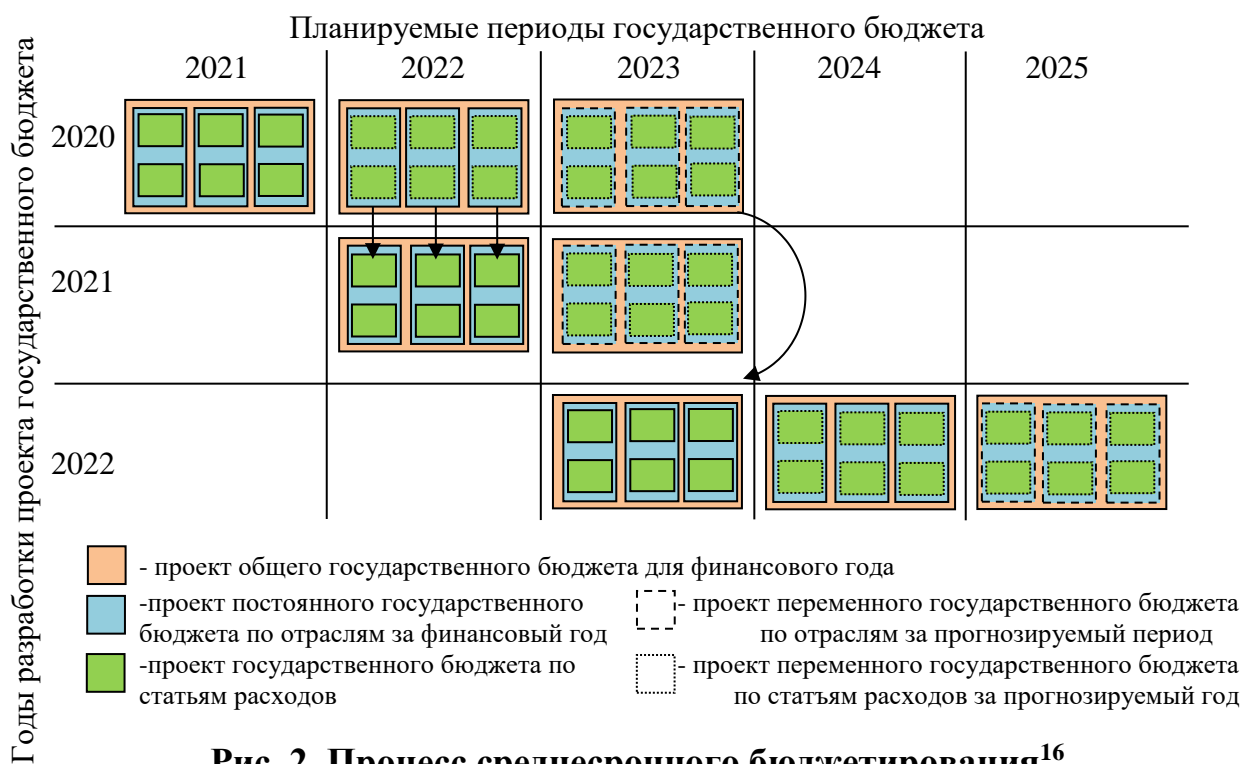 Планируемые периоды государственного бюджета
Годы разработки проекта государственного бюджета
2021 2022 2023 2024 2025
2020
2021
2022
- проект общего государственного бюджета для финансового года
-проект постоянного государственного
бюджета по отраслям за финансовый год
- проект переменного государственного бюджета
по отраслям за прогнозируемый период
-проект государственного бюджета по
статьям расходов
- проект переменного государственного бюджета
по статъям расходов за прогнозируемый год
Рис. 2. Процесс среднесрочного бюджетирования16